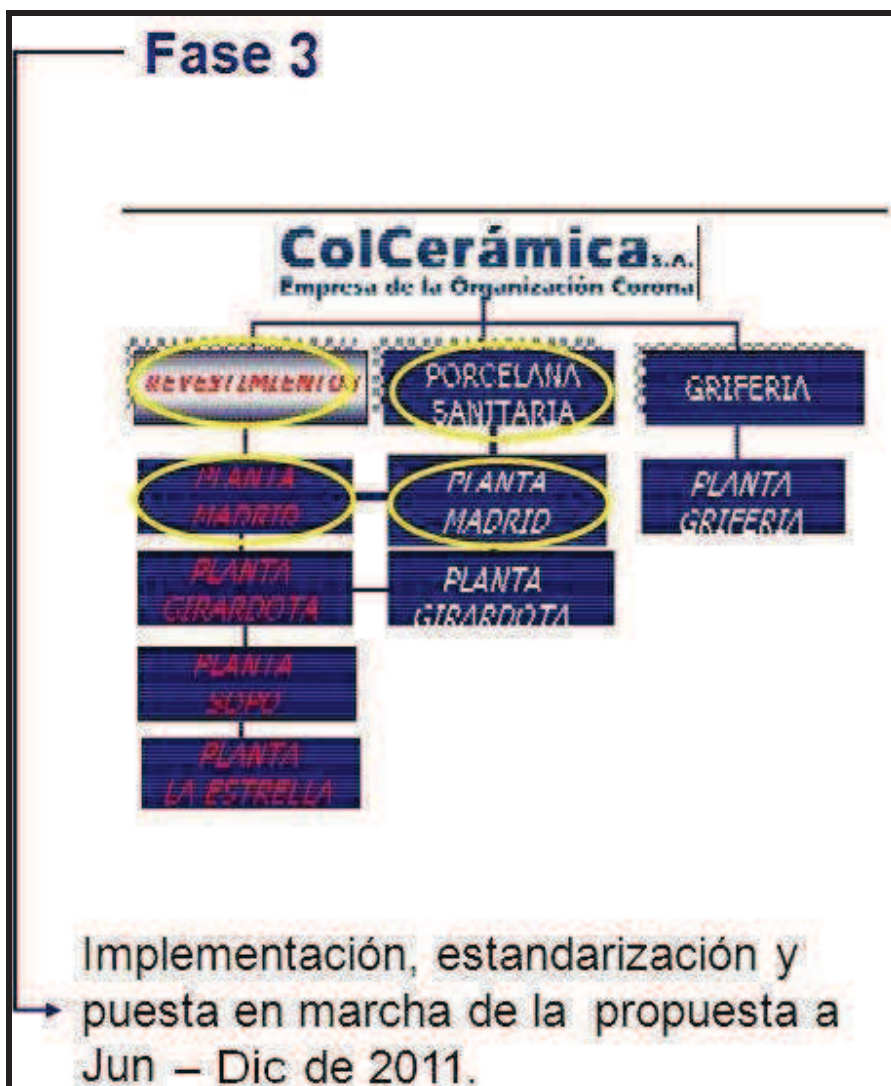 Fase 3
ColCerámica S.A.
Empresa de la Organización Corona
REVESTIMIENTOS
PORCELANA
SANITARIA
GRIFERIA
PLANTA
MADRID
PLANTA
MADRID
PLANTA
GRIFERIA
PLANTA
GIRARDOTA
PLANTA
GIRARDOTA
PLANTA
SOPO
PLANTA
LA ESTRELLA
Implementación, estandarización y
puesta en marcha de la propuesta a
Jun – Dic de 2011.